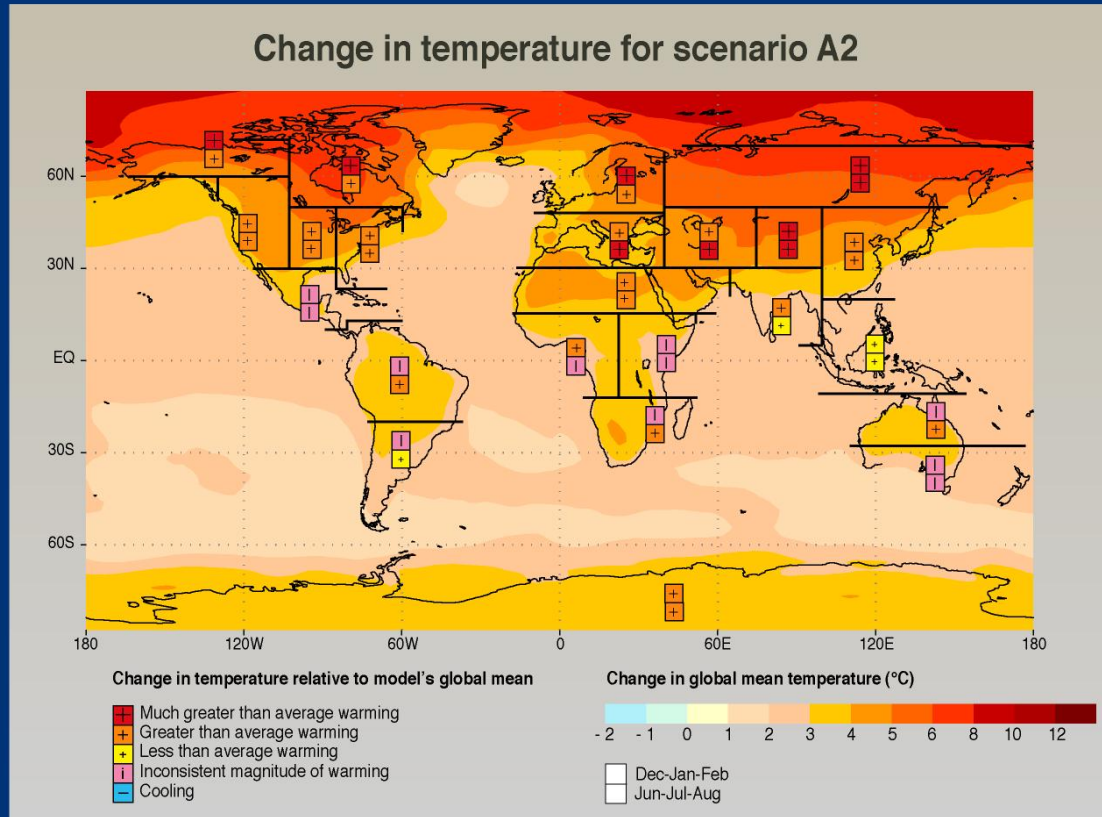 Change in temperature for scenario A2
60N
30N
EQ
30S
60S
180 120W 60W 0 60E 120E 180
Change in temperature relative to model's global mean
+ Much greater than average warming
+ Greater than average warming
+ Less than average warming
i Inconsistent magnitude of warming
− Cooling
Change in global mean temperature (°C)
- 2 - 1 0 1 2 3 4 5 6 8 10 12
Dec-Jan-Feb
Jun-Jul-Aug